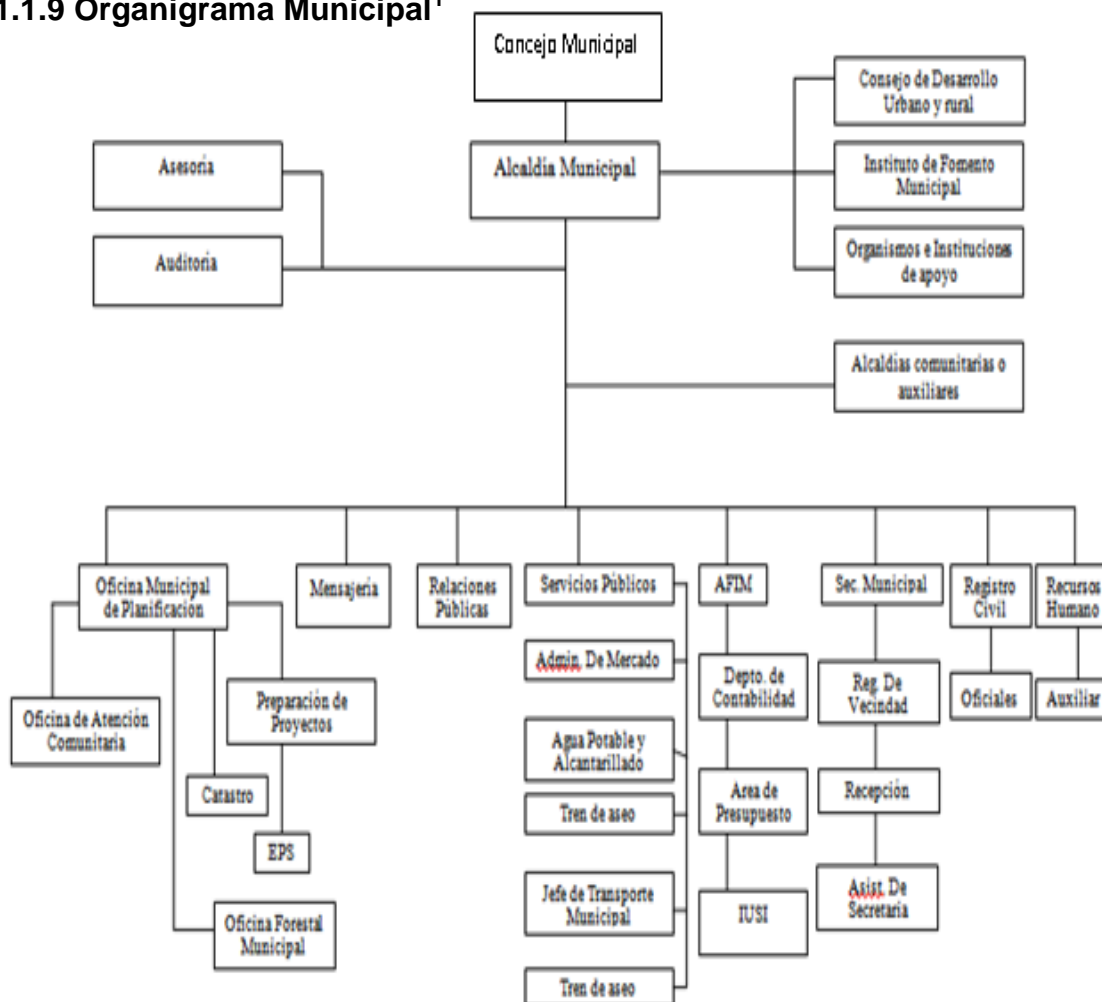 1.1.9 Organigrama Municipal¹
Concejo Municipal
Consejo de Desarrollo
Urbano y rural
Asesoria
Alcaldía Municipal
Instituto de Fomento
Municipal
Auditoria
Organismos e Instituciones
de apoyo
Alcaldias comunitarias o
auxiliares
Oficina Municipal
de Planificación
Mensajería
Relaciones
Públicas
Servicios Públicos
AFIM
Sec. Municipal
Registro
Civil
Recursos
Humano
Admin. De Mercado
Depto. de
Contabilidad
Reg. De
Vecindad
Oficiales
Auxiliar
Oficina de Atención
Comunitaria
Preparación de
Proyectos
Agua Potable y
Alcantarillado
Catastro
Tren de aseo
Area de
Presupuesto
Recepción
EPS
Jefe de Transporte
Municipal
IUSI
Asist. De
Secretaria
Oficina Forestal
Municipal
Tren de aseo